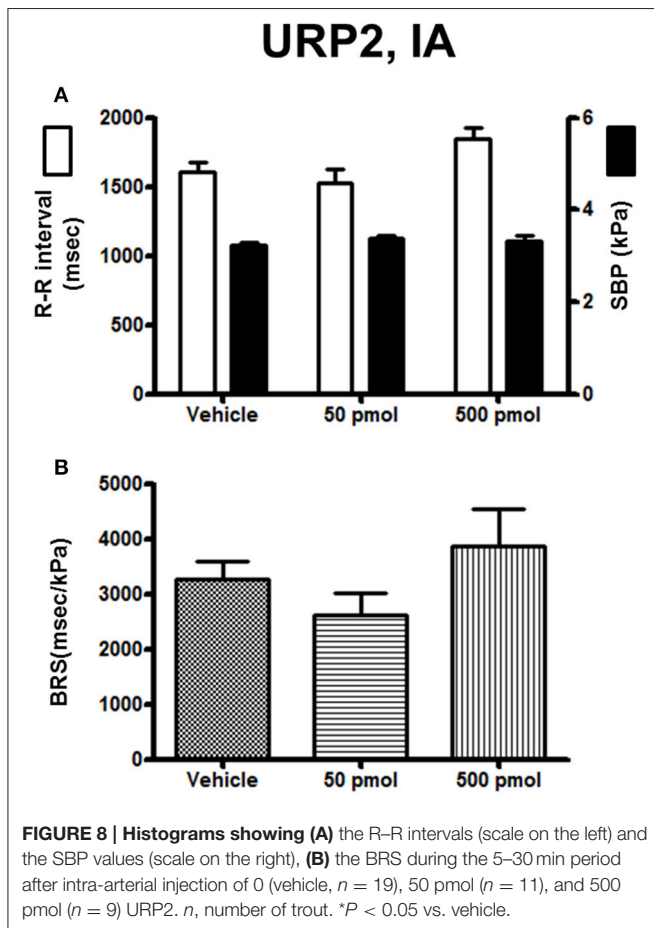 URP2, IA
A
2000
1500
1000
500
0
R-R interval
(msec)
6
4
2
0
SBP (kPa)
Vehicle 50 pmol 500 pmol
B
5000
4000
3000
2000
1000
0
BRS(msec/kPa)
Vehicle 50 pmol 500 pmol
FIGURE 8 | Histograms showing (A) the R–R intervals (scale on the left) and
the SBP values (scale on the right), (B) the BRS during the 5–30 min period
after intra-arterial injection of 0 (vehicle, n = 19), 50 pmol (n = 11), and 500
pmol (n = 9) URP2. n, number of trout. *P < 0.05 vs. vehicle.